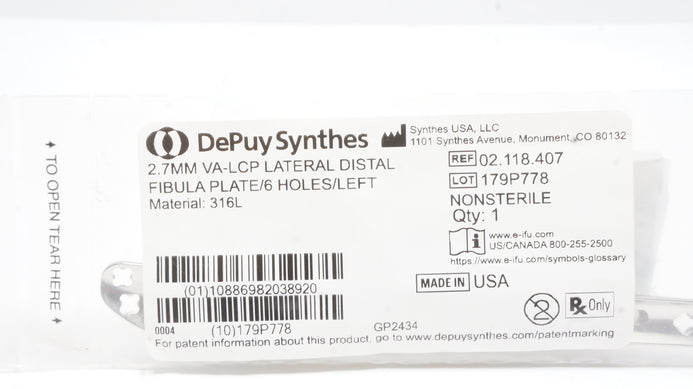 ✦ TO OPEN TEAR HERE ✦
DePuySynthes
Synthes USA, LLC
1101 Synthes Avenue, Monument, CO 80132
2.7MM VA-LCP LATERAL DISTAL
FIBULA PLATE/6 HOLES/LEFT
Material: 316L
REF 02.118.407
LOT 179P778
NONSTERILE
Qty: 1
www.e-ifu.com
US/CANADA 800-255-2500
https://www.e-ifu.com/symbols-glossary
(01)10886982038920
MADE IN USA
2
Rx Only
0004
(10)179P778
GP2434
For patent information about this product, go to www.depuysynthes.com/patentmarking